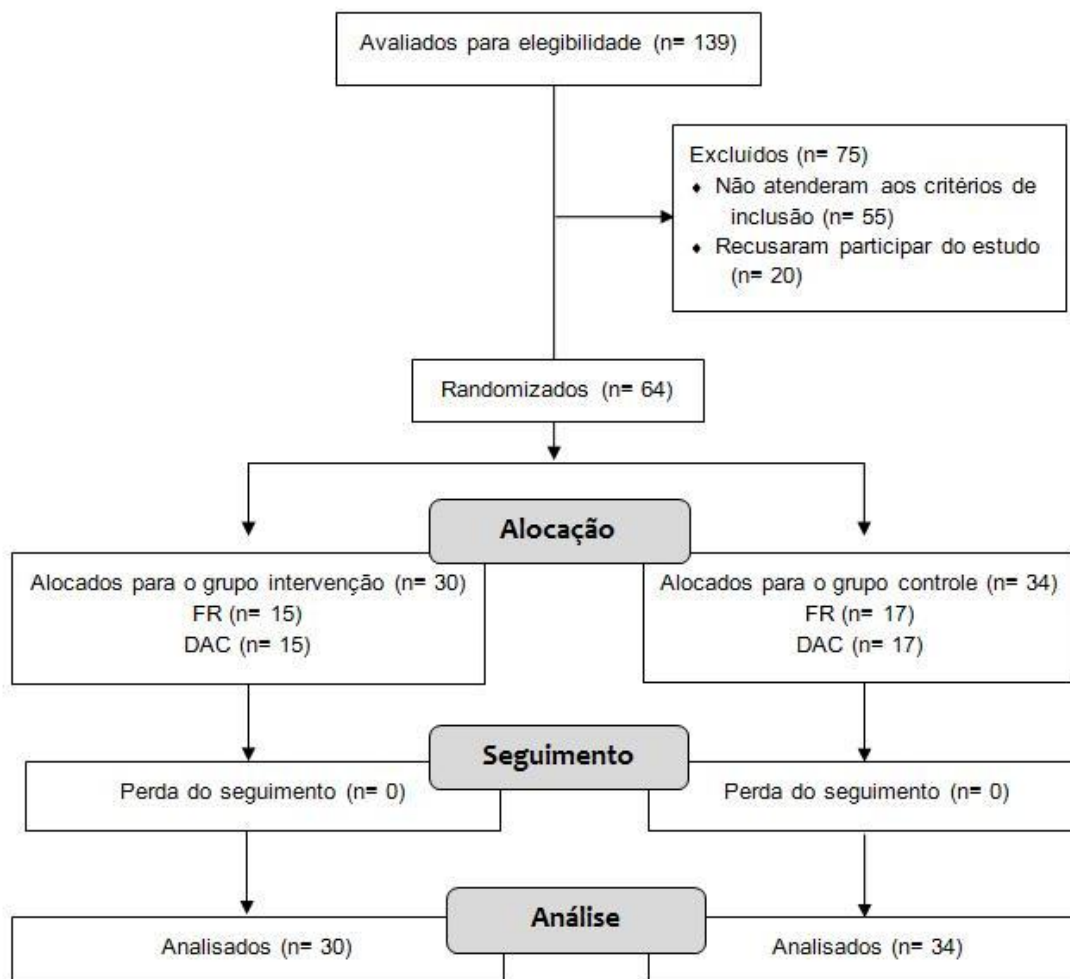 Avaliados para elegibilidade (n= 139)
Excluídos (n= 75)
♦ Não atenderam aos critérios de
inclusão (n= 55)
♦ Recusaram participar do estudo
(n= 20)
Randomizados (n= 64)
Alocação
Alocados para o grupo intervenção (n= 30)
FR (n= 15)
DAC (n= 15)
Alocados para o grupo controle (n= 34)
FR (n= 17)
DAC (n= 17)
Seguimento
Perda do seguimento (n= 0)
Perda do seguimento (n= 0)
Análise
Analisados (n= 30)
Analisados (n= 34)